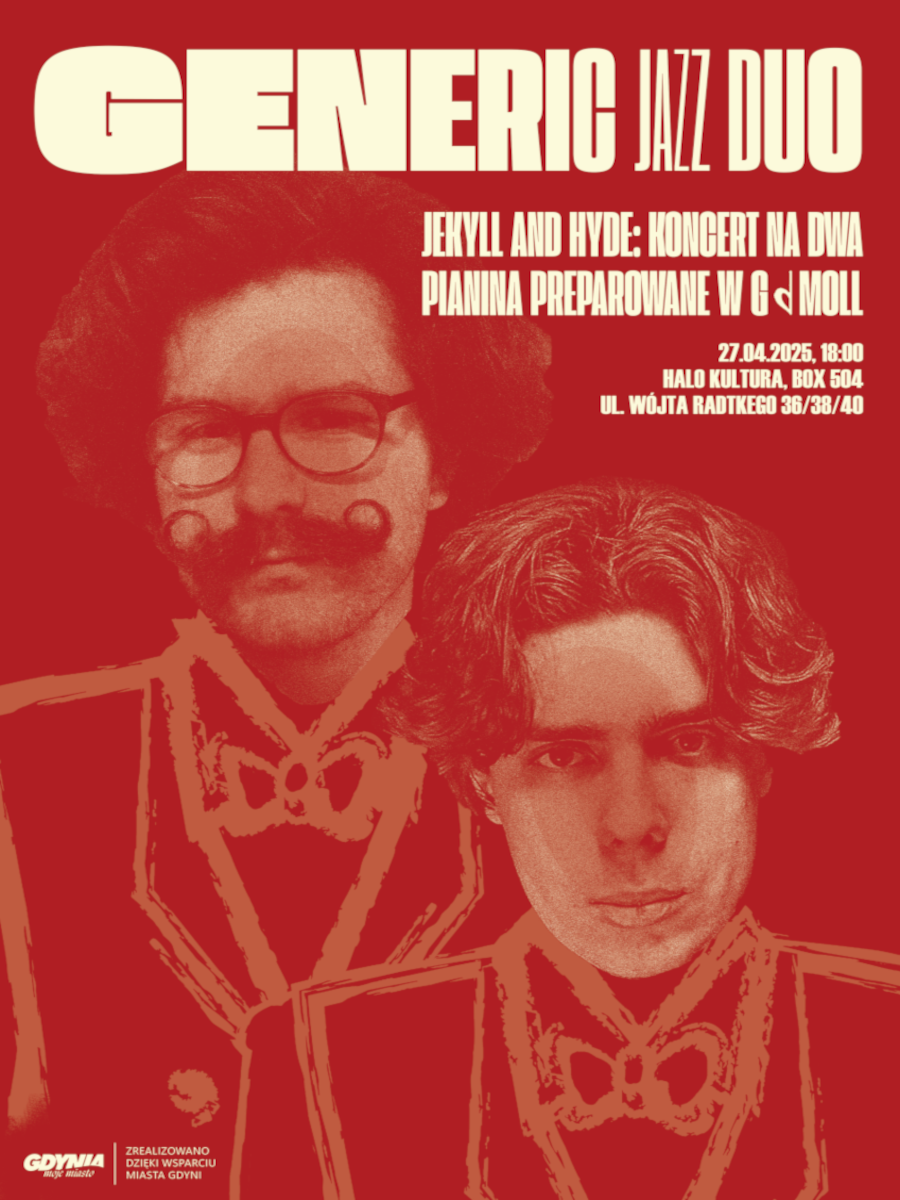 GENERIC JAZZ DUO
JEKYLL AND HYDE: KONCERT NA DWA
PIANINA PREPAROWANE W G d MOLL
27.04.2025, 18:00
HALO KULTURA, BOX 504
UL. WÓJTA RADTKEGO 36/38/40
GDYNIA
moje miasto
ZREALIZOWANO
DZIĘKI WSPARCIU
MIASTA GDYNI